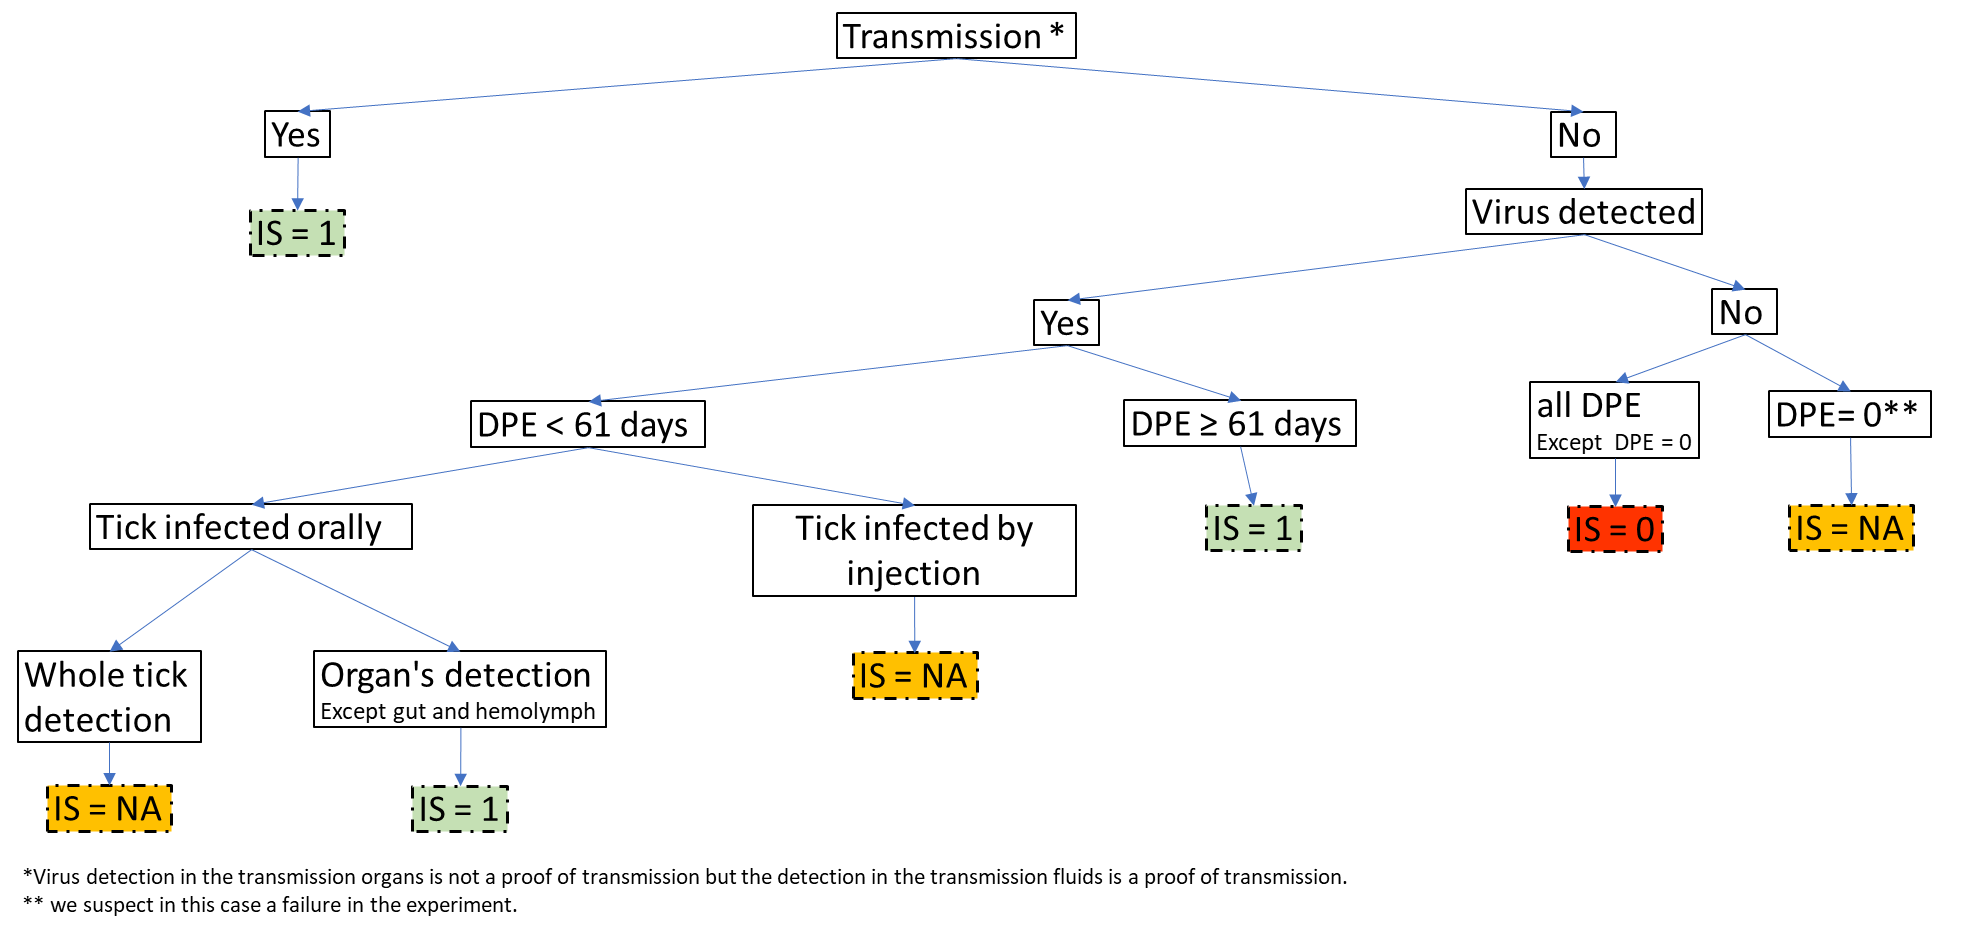 Transmission *
Yes
No
IS = 1
Virus detected
Yes
No
DPE < 61 days
DPE ≥ 61 days
all DPE
Except DPE = 0
DPE= 0**
Tick infected orally
Tick infected by
injection
IS = 1
IS = 0
IS = NA
Whole tick
detection
Organ's detection
Except gut and hemolymph
IS = NA
IS = NA
IS = 1
*Virus detection in the transmission organs is not a proof of transmission but the detection in the transmission fluids is a proof of transmission.
** we suspect in this case a failure in the experiment.